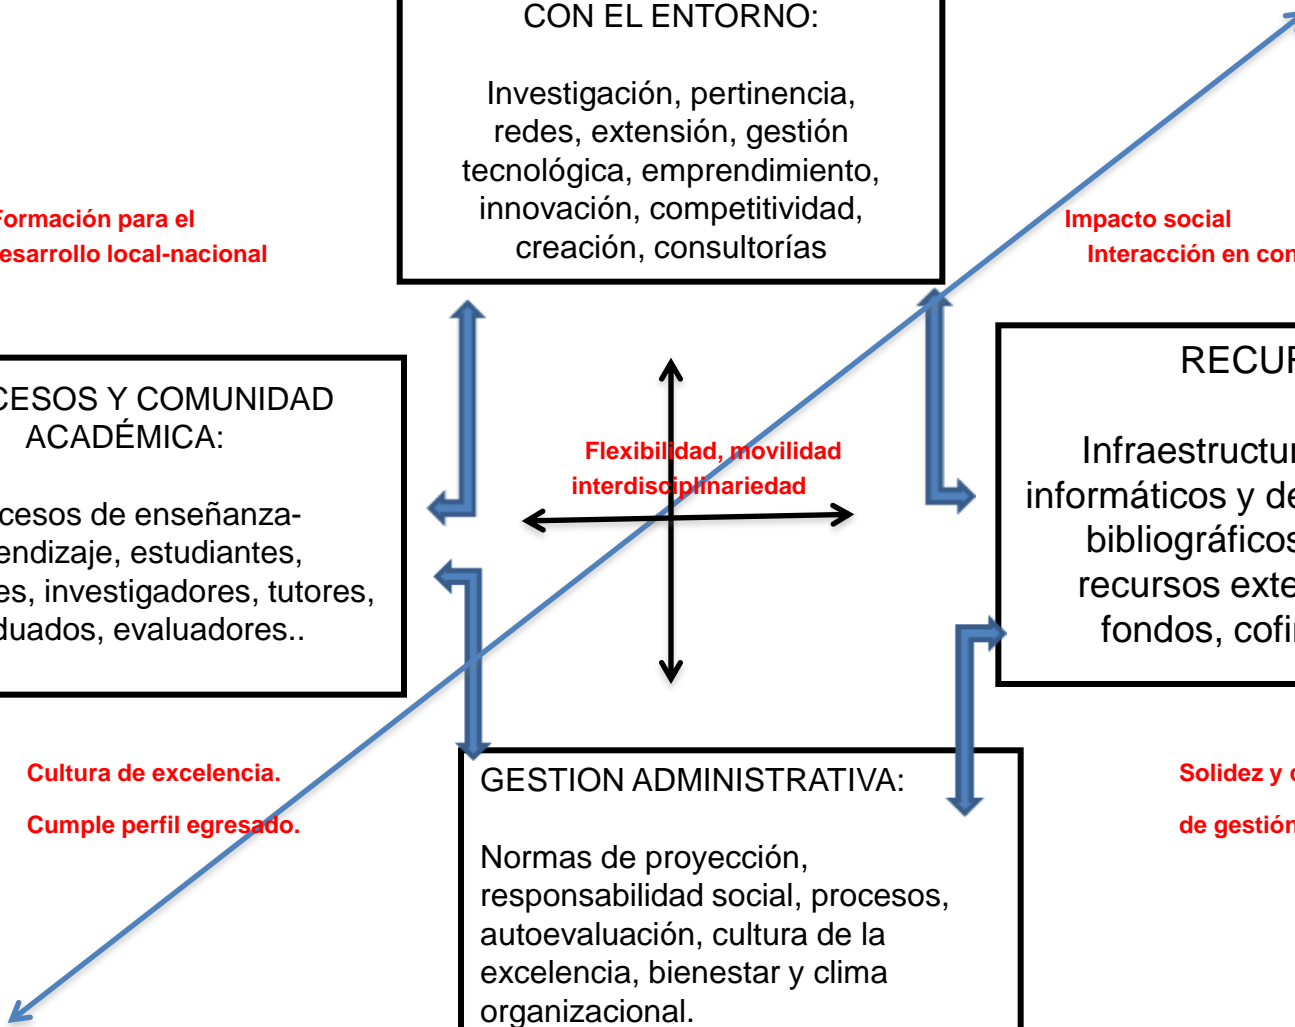 CON EL ENTORNO:
Investigación, pertinencia,
redes, extensión, gestión
tecnológica, emprendimiento,
innovación, competitividad,
creación, consultorías
Formación para el
esarrollo local-nacional
Impacto social
Interacción en con
CESOS Y COMUNIDAD
ACADÉMICA:
cesos de enseñanza-
endizaje, estudiantes,
es, investigadores, tutores,
duados, evaluadores..
Flexibilidad, movilidad
interdisciplinariedad
RECUR
Infraestructur
informáticos y de
bibliográficos
recursos exte
fondos, cofin
Cultura de excelencia.
Cumple perfil egresado.
GESTION ADMINISTRATIVA:
Normas de proyección,
responsabilidad social, procesos,
autoevaluación, cultura de la
excelencia, bienestar y clima
organizacional.
Solidez y c
de gestión